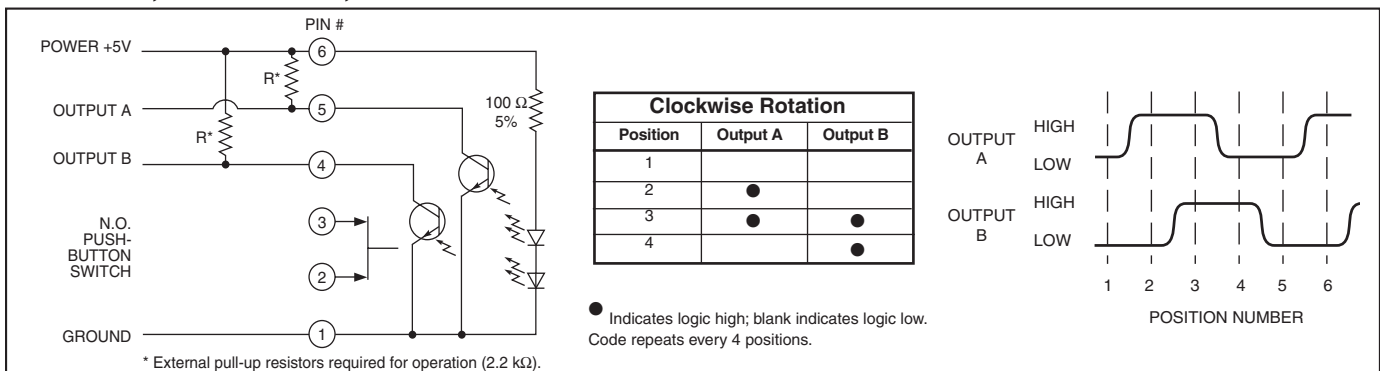 PIN #
POWER +5V
6
R*
OUTPUT A
5
100 Ω
5%
R*
OUTPUT B
4
N.O.
PUSH-
BUTTON
SWITCH
3
2
GROUND
1
* External pull-up resistors required for operation (2.2 kΩ).
Clockwise Rotation
Position Output A Output B
1
2 ●
3 ● ●
4 ●
● Indicates logic high; blank indicates logic low.
Code repeats every 4 positions.
OUTPUT
A
HIGH
LOW
OUTPUT
B
HIGH
LOW
1 2 3 4 5 6
POSITION NUMBER